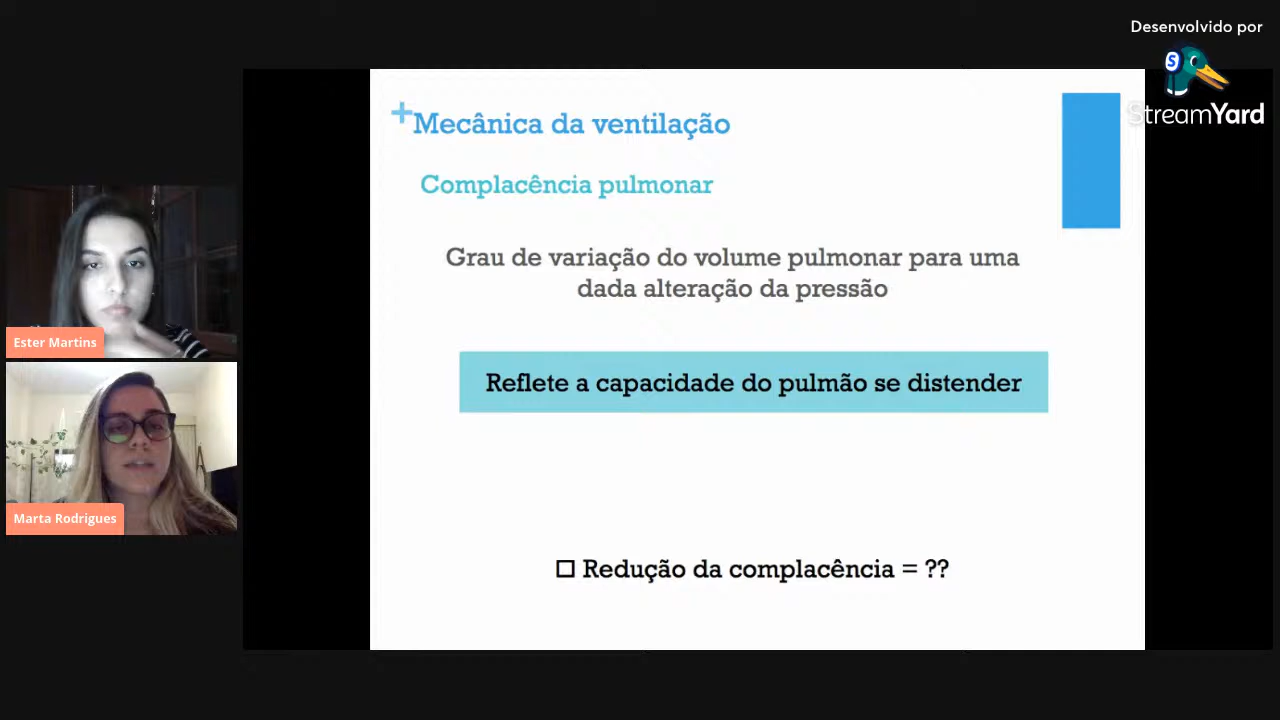 Desenvolvido por
StreamYard
+Mecânica da ventilação
Complacência pulmonar
Grau de variação do volume pulmonar para uma
dada alteração da pressão
Reflete a capacidade do pulmão se distender
☐ Redução da complacência = ??
Ester Martins
Marta Rodrigues